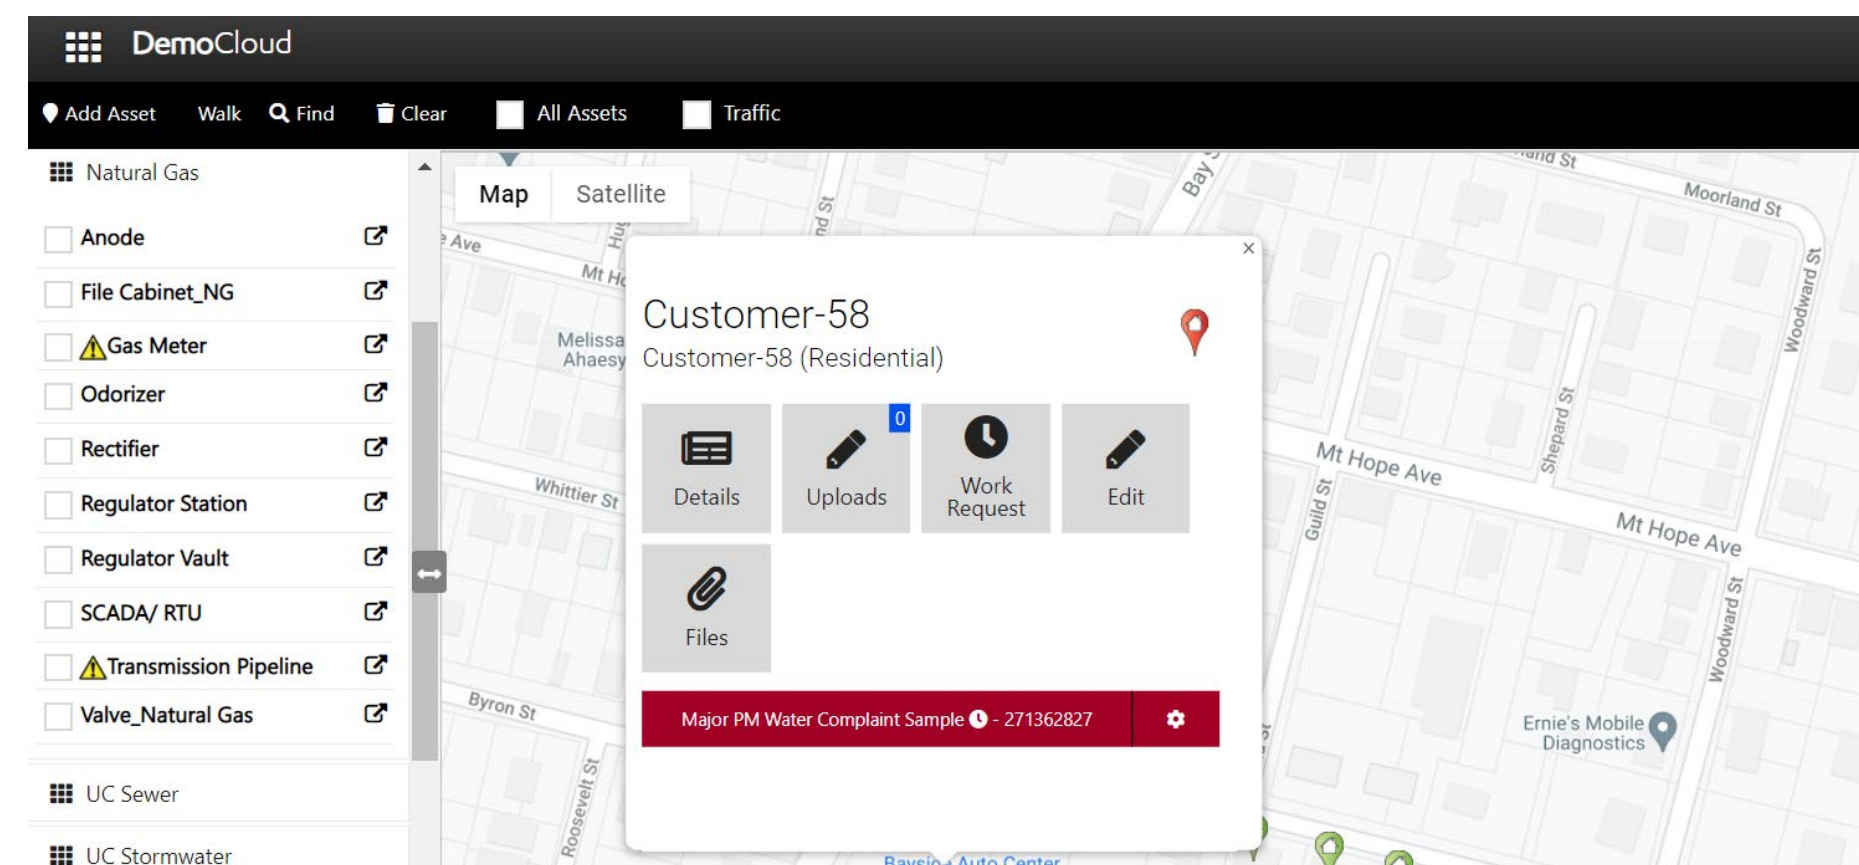 DemoCloud
Add Asset Walk Find Clear All Assets Traffic
Natural Gas
Anode
File Cabinet_NG
Gas Meter
Odorizer
Rectifier
Regulator Station
Regulator Vault
SCADA/ RTU
Transmission Pipeline
Valve_Natural Gas
UC Sewer
UC Stormwater
Map Satellite
Customer-58
Customer-58 (Residential)
Details
0
Uploads
Work
Request
Edit
Files
Major PM Water Complaint Sample - 271362827
Ave
Melissa
Ahaesy
Whittier St
Byron St
Roosevelt St
Bay S
Moorland St
Woodward St
Shepard St
Mt Hope Ave
Guild St
Mt Hope Ave
Woodward St
Ernie's Mobile
Diagnostics
Bayside Auto Center